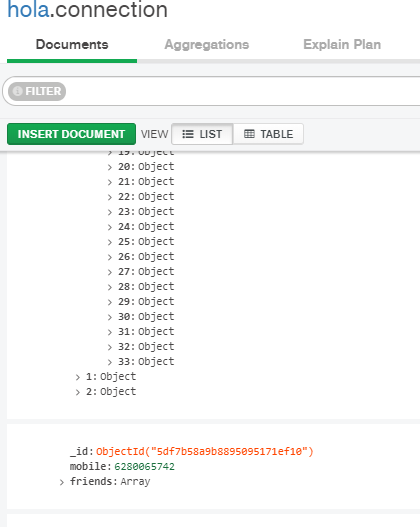 hola.connection
Documents Aggregations Explain Plan
FILTER
INSERT DOCUMENT VIEW LIST TABLE
19: Object
20: Object
21: Object
22: Object
23: Object
24: Object
25: Object
26: Object
27: Object
28: Object
29: Object
30: Object
31: Object
32: Object
33: Object
1: Object
2: Object
_id: ObjectId("5df7b58a9b8895095171ef10")
mobile: 6280065742
friends: Array